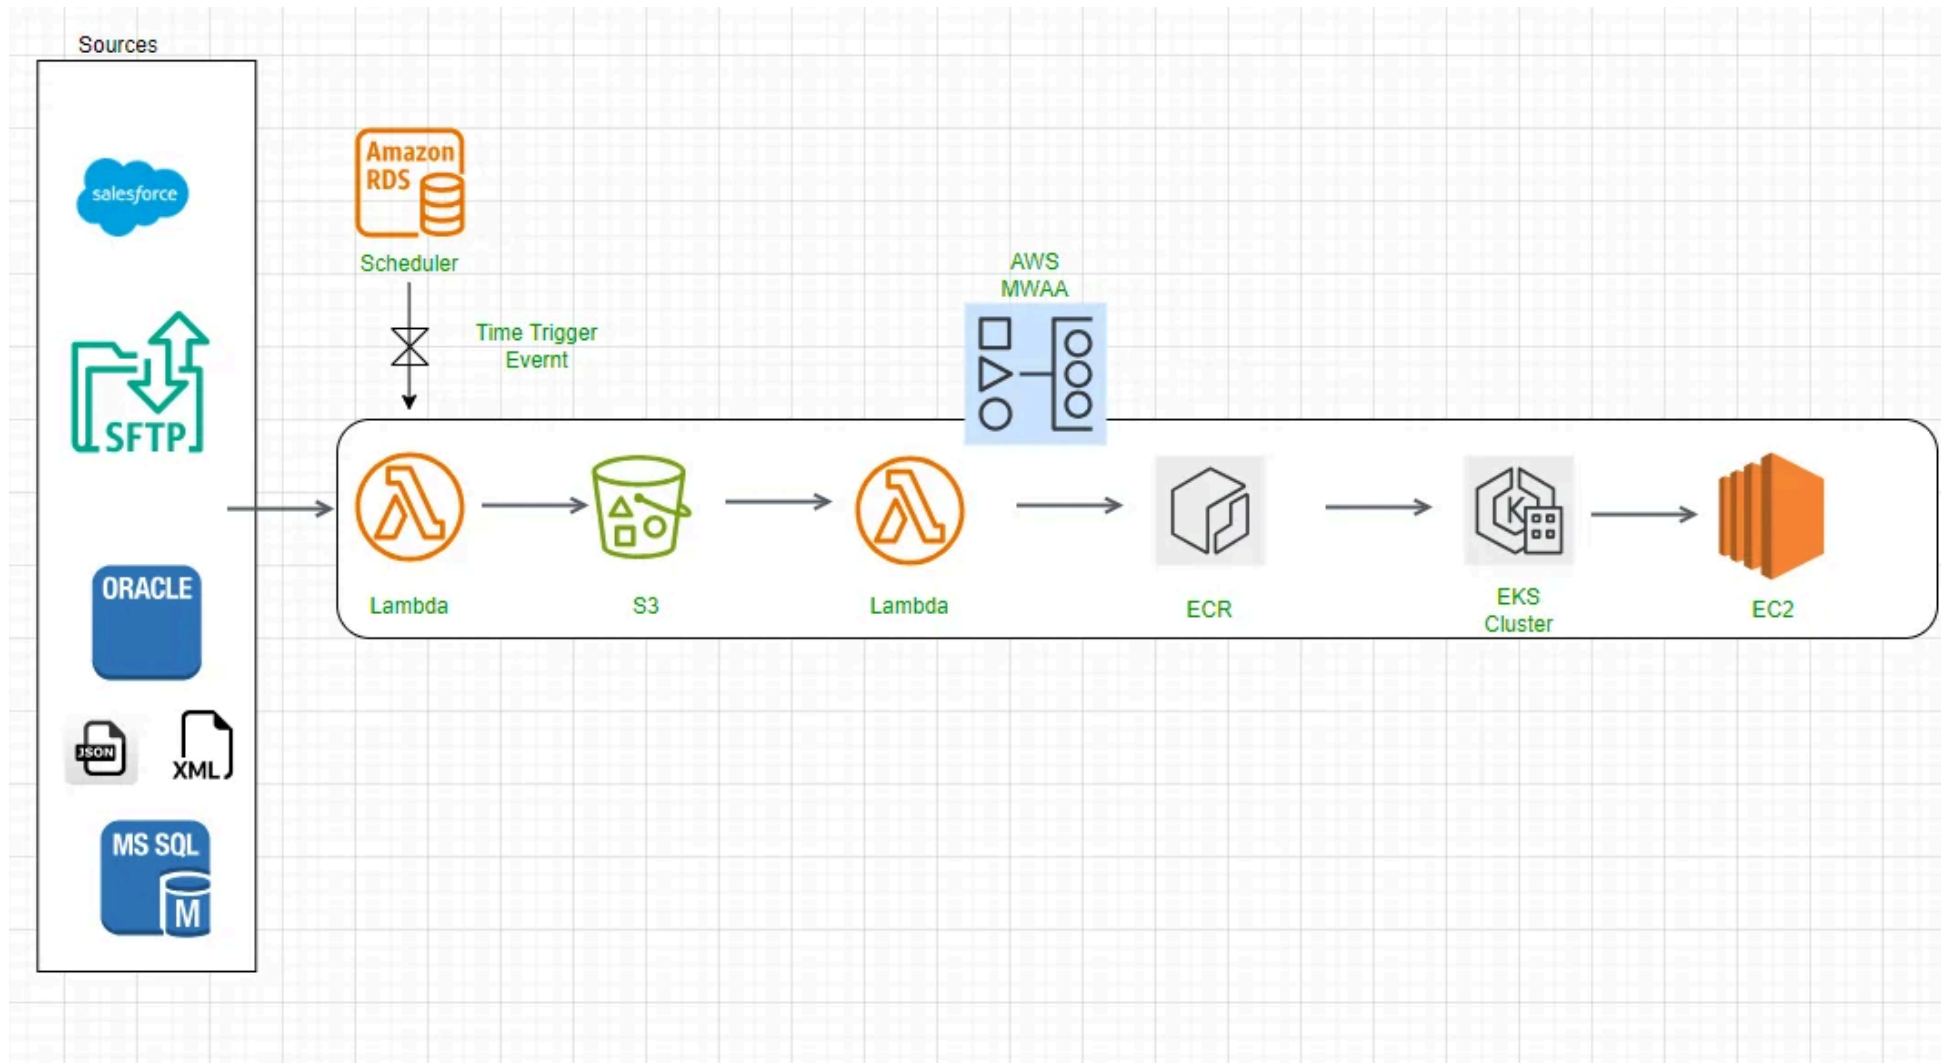 Sources
salesforce
SFTP
ORACLE
JSON
XML
MS SQL
M
Amazon
RDS
Scheduler
Time Trigger
Evernt
AWS
MWAA
Lambda
S3
Lambda
ECR
K
EKS
Cluster
EC2